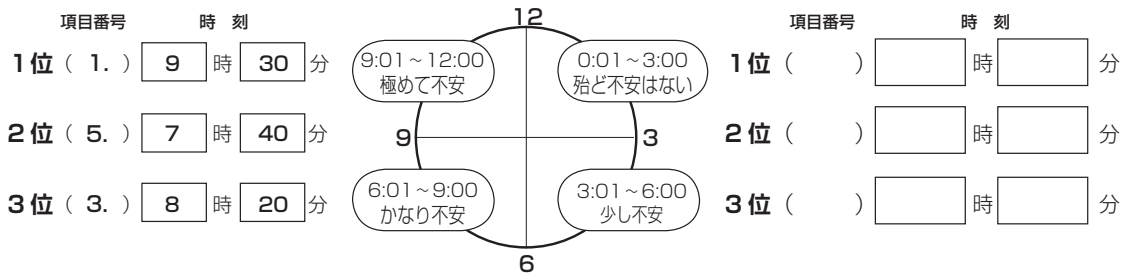 項目番号 時 刻
1位 ( 1. ) 9 時 30 分
2位 ( 5. ) 7 時 40 分
3位 ( 3. ) 8 時 20 分
12
9:01~12:00
極めて不安
0:01~3:00
殆ど不安はない
9
3
6:01~9:00
かなり不安
3:01~6:00
少し不安
6
項目番号 時 刻
1位 ( ) 時 分
2位 ( ) 時 分
3位 ( ) 時 分